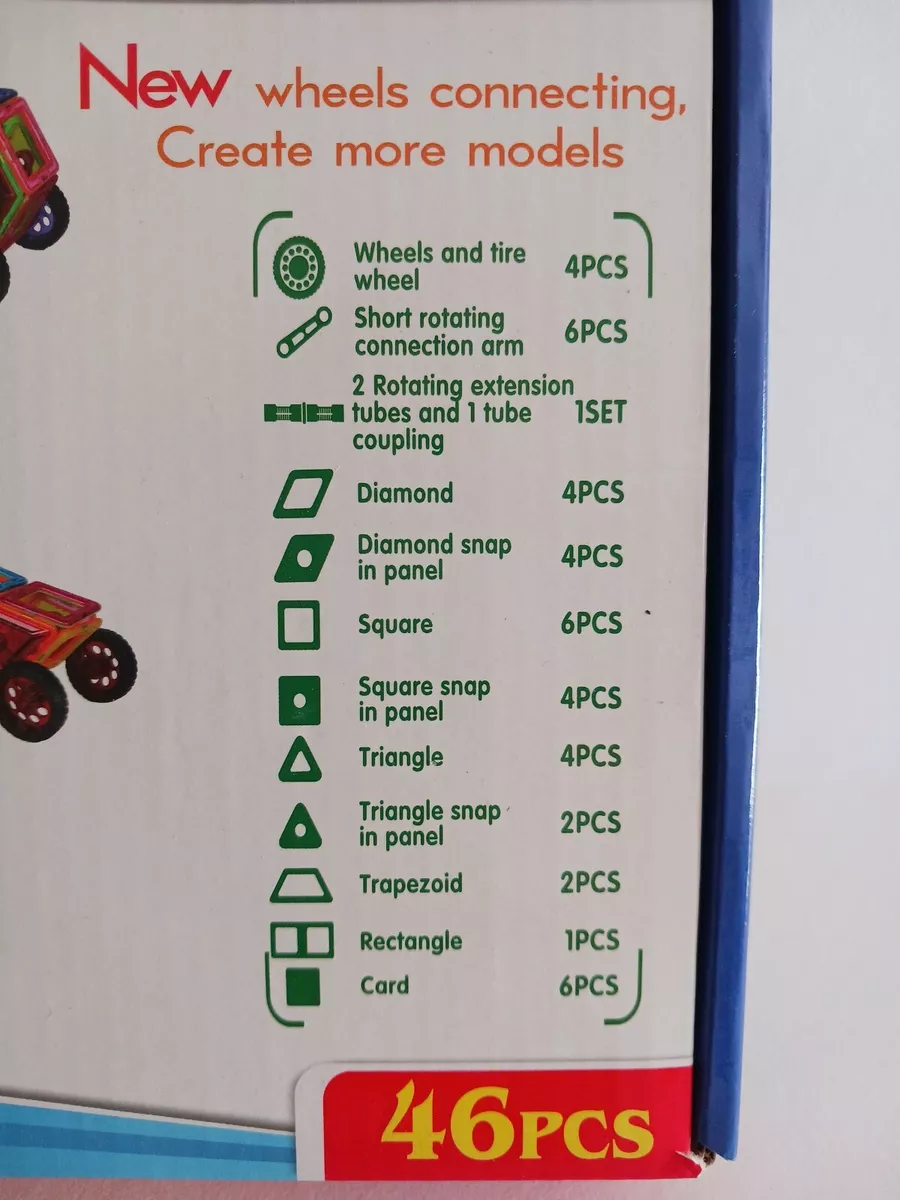 New wheels connecting,
Create more models
Wheels and tire
wheel 4PCS
Short rotating
connection arm 6PCS
2 Rotating extension
tubes and 1 tube 1SET
coupling
Diamond 4PCS
Diamond snap
in panel 4PCS
Square 6PCS
Square snap
in panel 4PCS
Triangle 4PCS
Triangle snap
in panel 2PCS
Trapezoid 2PCS
Rectangle 1PCS
Card 6PCS
46PCS